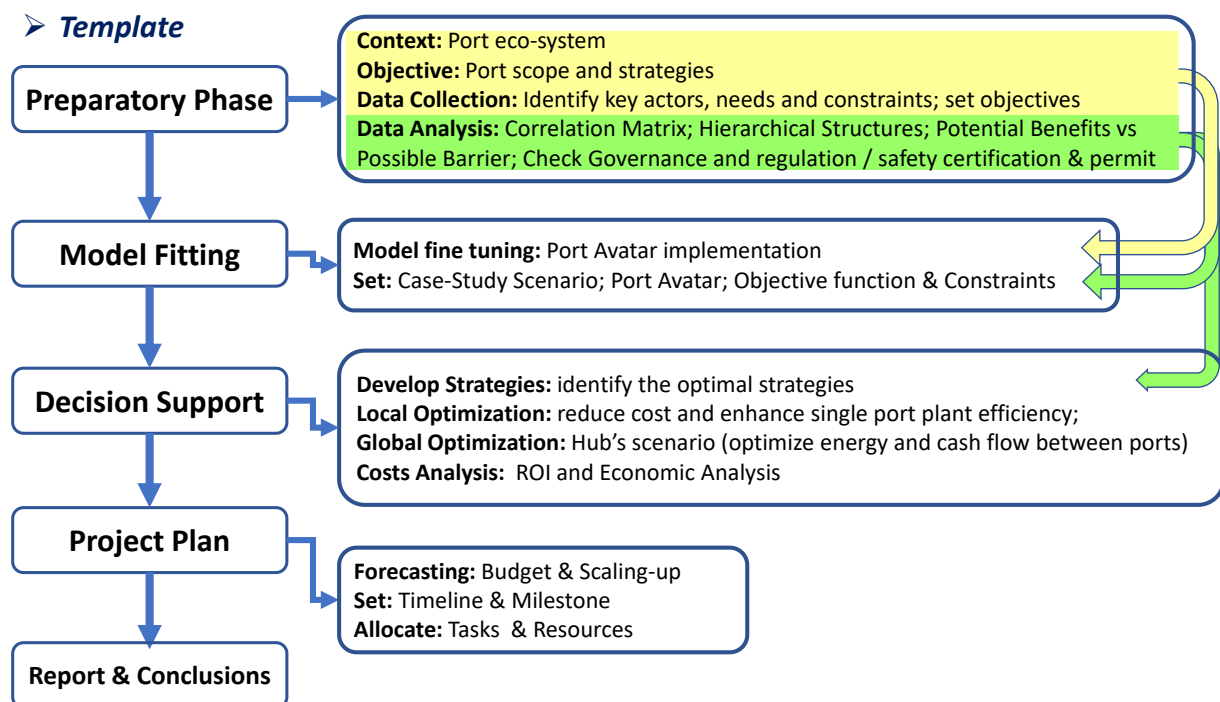 ➢ Template
Preparatory Phase
Context: Port eco-system
Objective: Port scope and strategies
Data Collection: Identify key actors, needs and constraints; set objectives
Data Analysis: Correlation Matrix; Hierarchical Structures; Potential Benefits vs
Possible Barrier; Check Governance and regulation / safety certification & permit
Model Fitting
Model fine tuning: Port Avatar implementation
Set: Case-Study Scenario; Port Avatar; Objective function & Constraints
Decision Support
Develop Strategies: identify the optimal strategies
Local Optimization: reduce cost and enhance single port plant efficiency;
Global Optimization: Hub's scenario (optimize energy and cash flow between ports)
Costs Analysis: ROI and Economic Analysis
Project Plan
Forecasting: Budget & Scaling-up
Set: Timeline & Milestone
Allocate: Tasks & Resources
Report & Conclusions